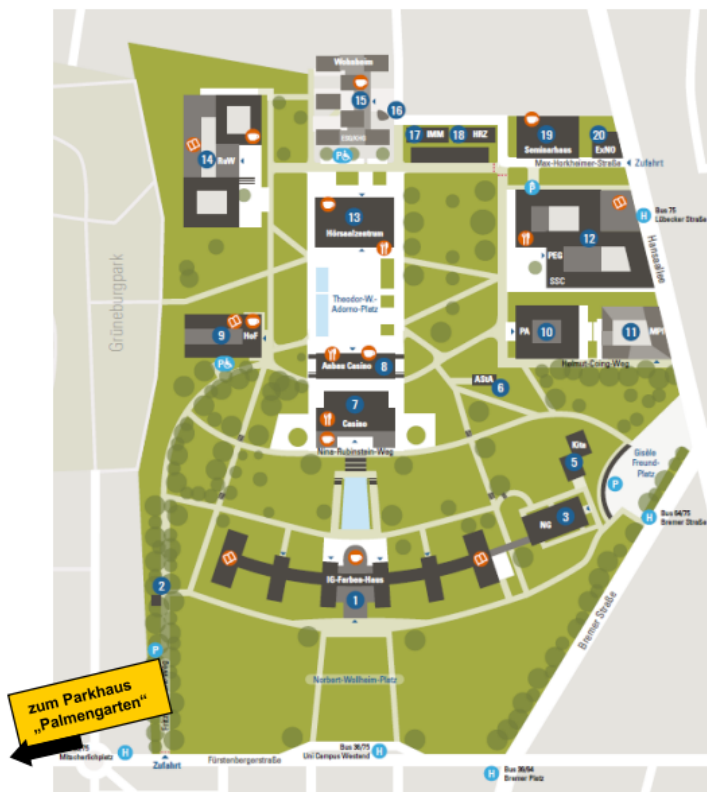 Wohnheim
15
16
17 IMM
18 HRZ
19
Seminarhaus
20
ExNO
14 RuW
P
Max-Horkheimer-Straße
Zufahrt
P
H
Bus 75
Lübecker Straße
13
Hörsaalzentrum
12
PEG
SSC
Hansaallee
Grüneburgpark
Theodor-W.-
Adorno-Platz
9 HoF
P
PA 10
11 MPI
Helmut-Coing-Weg
Anbau Casino 8
AStA
6
7
Casino
Nina-Rubinstein-Weg
Kita
5
Gisèle
Freund-
Platz
P
NG 3
H
Bus 64/75
Bremer Straße
IG-Farben-Haus
1
2
P
Bremer Straße
Norbert-Wollheim-Platz
zum Parkhaus
„Palmengarten“
Mitscherlichplatz
H
Zufahrt
Fürstenbergerstraße
Bus 36/75
Uni Campus Westend
H
H
Bus 36/64
Bremer Platz